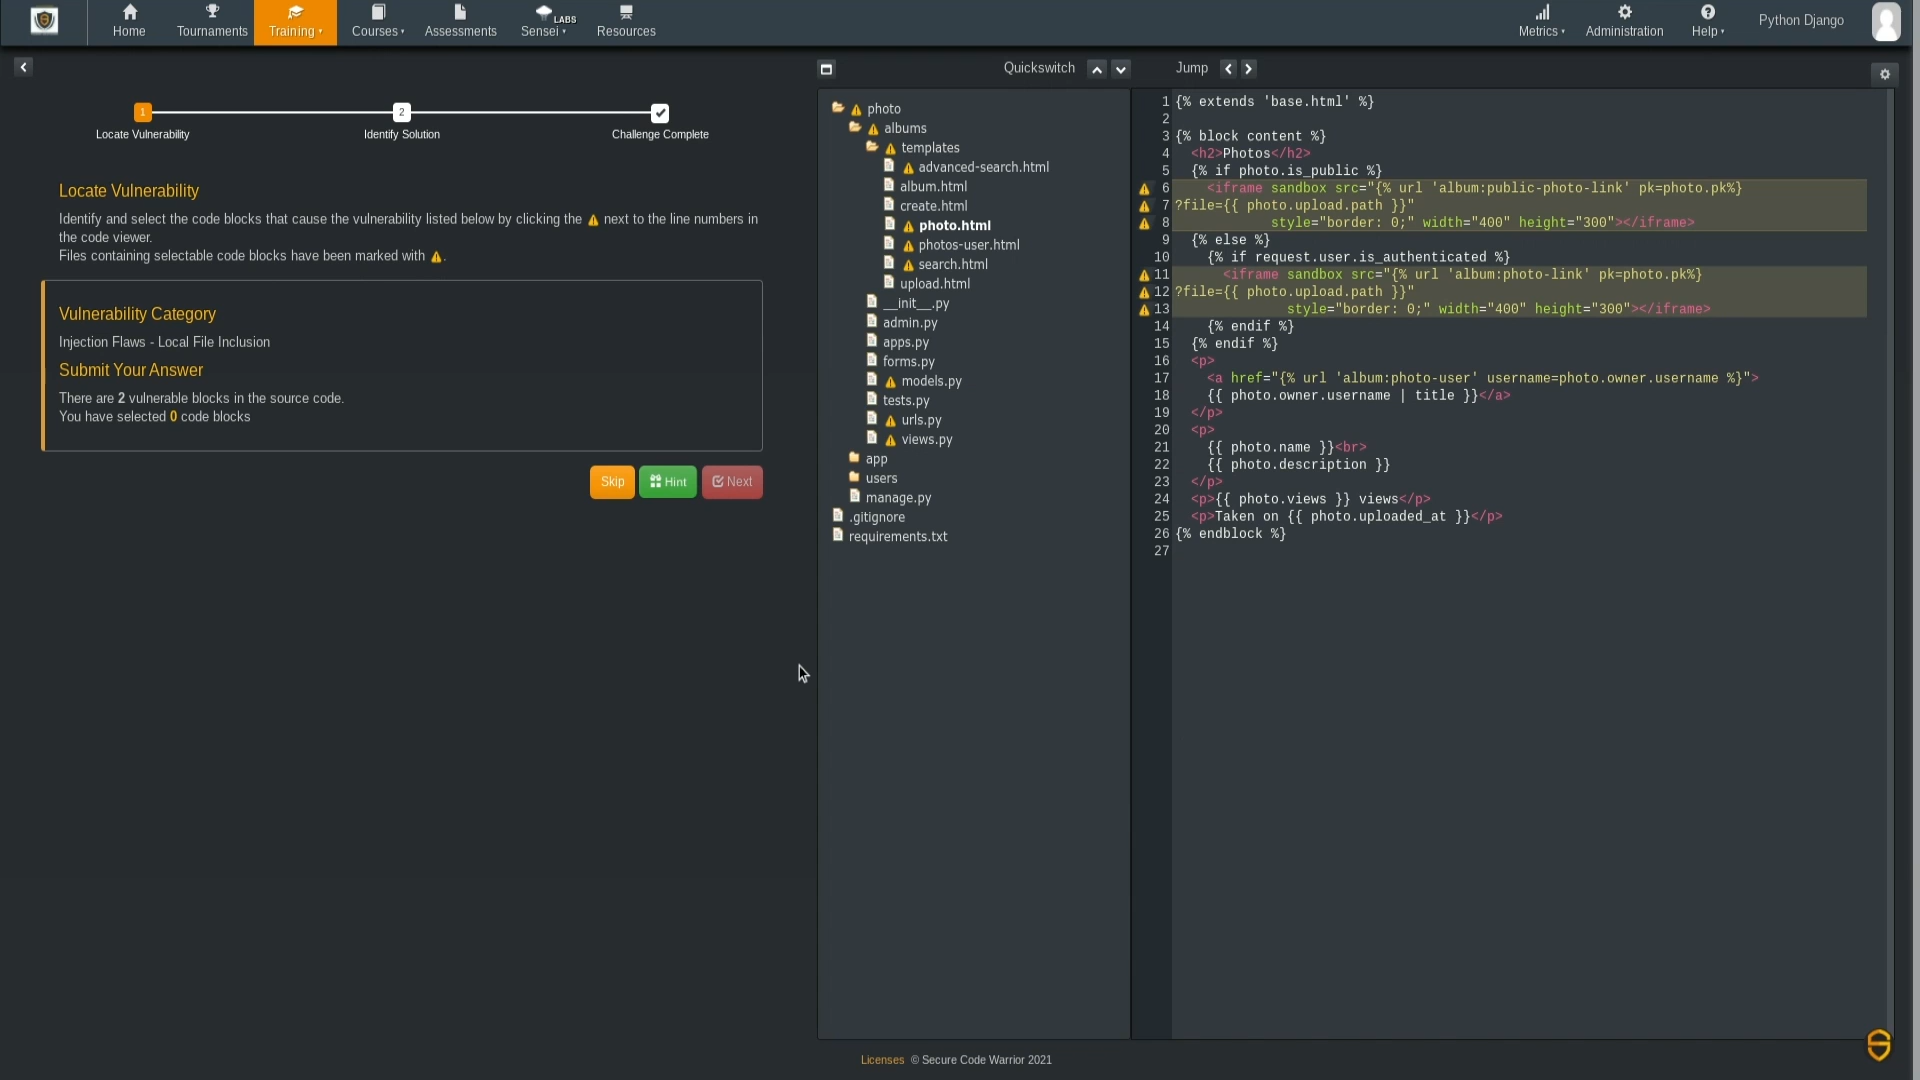 Home
Tournaments
Training
Courses
Assessments
Sensei LABS
Resources
Metrics
Administration
Help
Python Django
1
2
Locate Vulnerability
Identify Solution
Challenge Complete
Locate Vulnerability
Identify and select the code blocks that cause the vulnerability listed below by clicking the next to the line numbers in
the code viewer.
Files containing selectable code blocks have been marked with .
Vulnerability Category
Injection Flaws - Local File Inclusion
Submit Your Answer
There are 2 vulnerable blocks in the source code.
You have selected 0 code blocks
Skip
Hint
Next
Quickswitch
Jump
photo
albums
templates
advanced-search.html
album.html
create.html
photo.html
photos-user.html
search.html
upload.html
__init__.py
admin.py
apps.py
forms.py
models.py
tests.py
urls.py
views.py
app
users
manage.py
.gitignore
requirements.txt
1 {% extends 'base.html' %}
2
3 {% block content %}
4 <h2>Photos</h2>
5 {% if photo.is_public %}
6 <iframe sandbox src="{% url 'album:public-photo-link' pk=photo.pk%}
7 ?file={{ photo.upload.path }}"
8 style="border: 0;" width="400" height="300"></iframe>
9 {% else %}
10 {% if request.user.is_authenticated %}
11 <iframe sandbox src="{% url 'album:photo-link' pk=photo.pk%}
12 ?file={{ photo.upload.path }}"
13 style="border: 0;" width="400" height="300"></iframe>
14 {% endif %}
15 {% endif %}
16 <p>
17 <a href="{% url 'album:photo-user' username=photo.owner.username %}">
18 {{ photo.owner.username | title }}</a>
19 </p>
20 <p>
21 {{ photo.name }}<br>
22 {{ photo.description }}
23 </p>
24 <p>{{ photo.views }} views</p>
25 <p>Taken on {{ photo.uploaded_at }}</p>
26 {% endblock %}
27
Licenses © Secure Code Warrior 2021